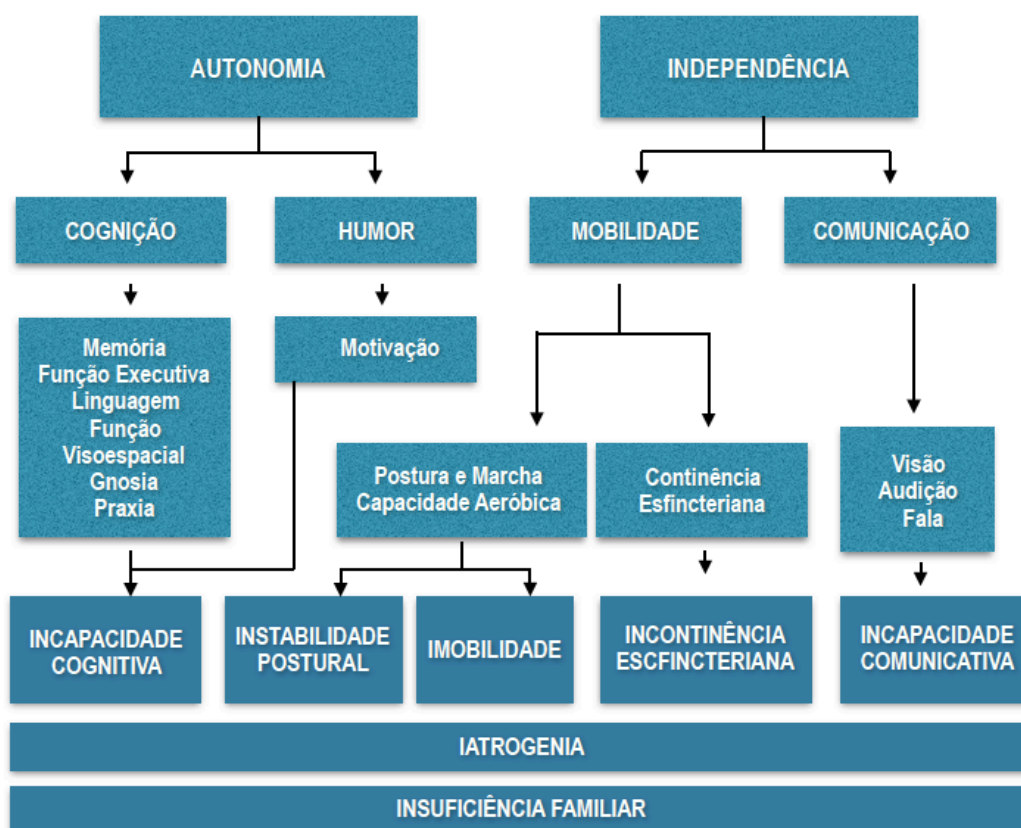 AUTONOMIA
INDEPENDÊNCIA
COGNIÇÃO
HUMOR
MOBILIDADE
COMUNICAÇÃO
Memória
Função Executiva
Linguagem
Função
Visoespacial
Gnosia
Praxia
Motivação
Postura e Marcha
Capacidade Aeróbica
Continência
Esfincteriana
Visão
Audição
Fala
INCAPACIDADE
COGNITIVA
INSTABILIDADE
POSTURAL
IMOBILIDADE
INCONTINÊNCIA
ESCFINCTERIANA
INCAPACIDADE
COMUNICATIVA
IATROGENIA
INSUFICIÊNCIA FAMILIAR